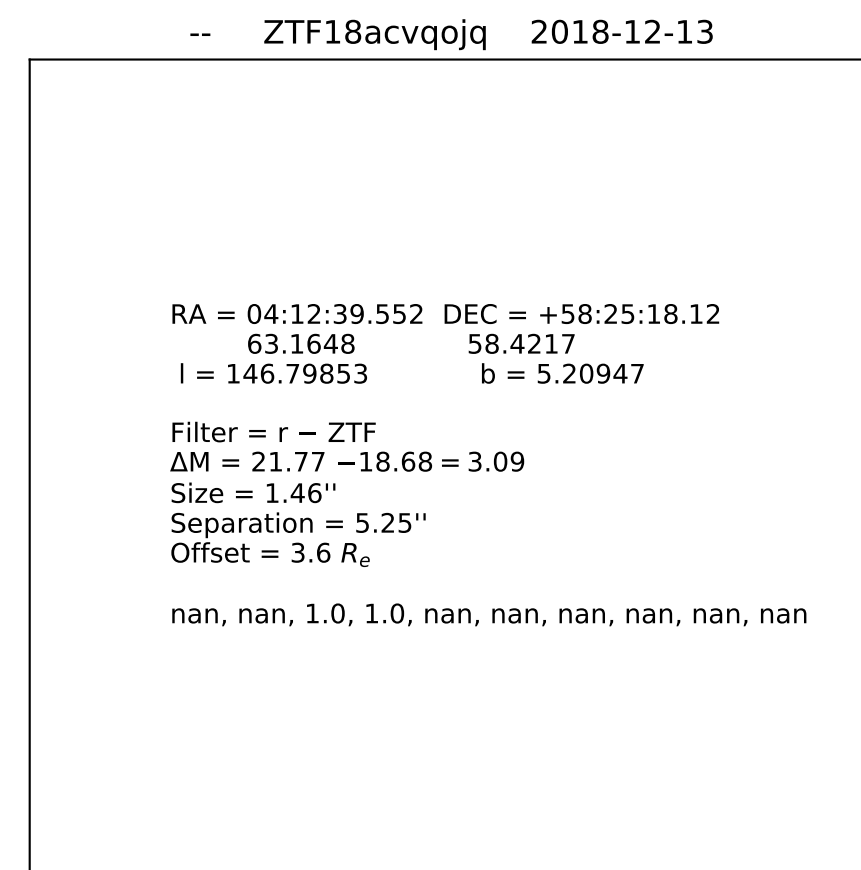 -- ZTF18acvqojq 2018-12-13
RA = 04:12:39.552 DEC = +58:25:18.12
63.1648 58.4217
l = 146.79853 b = 5.20947
Filter = r − ZTF
ΔM = 21.77 −18.68 = 3.09
Size = 1.46''
Separation = 5.25''
Offset = 3.6 Re
nan, nan, 1.0, 1.0, nan, nan, nan, nan, nan, nan